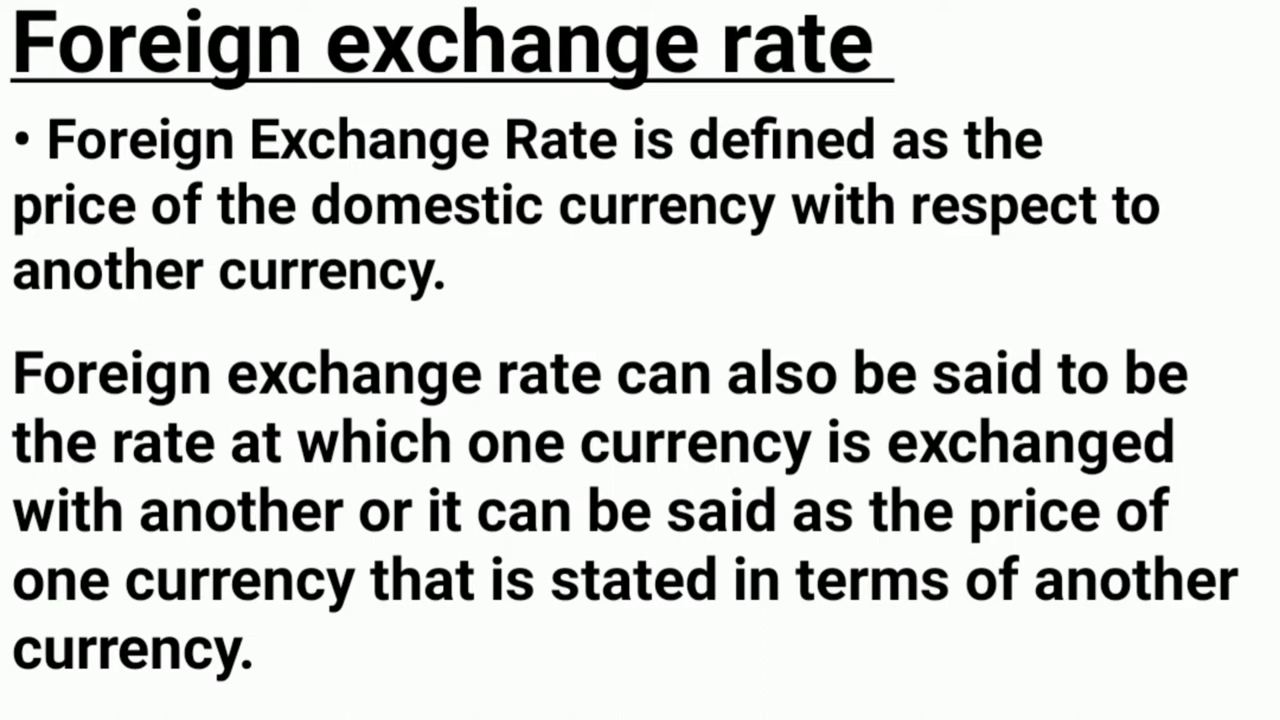 Foreign exchange rate
• Foreign Exchange Rate is defined as the
price of the domestic currency with respect to
another currency.
Foreign exchange rate can also be said to be
the rate at which one currency is exchanged
with another or it can be said as the price of
one currency that is stated in terms of another
currency.